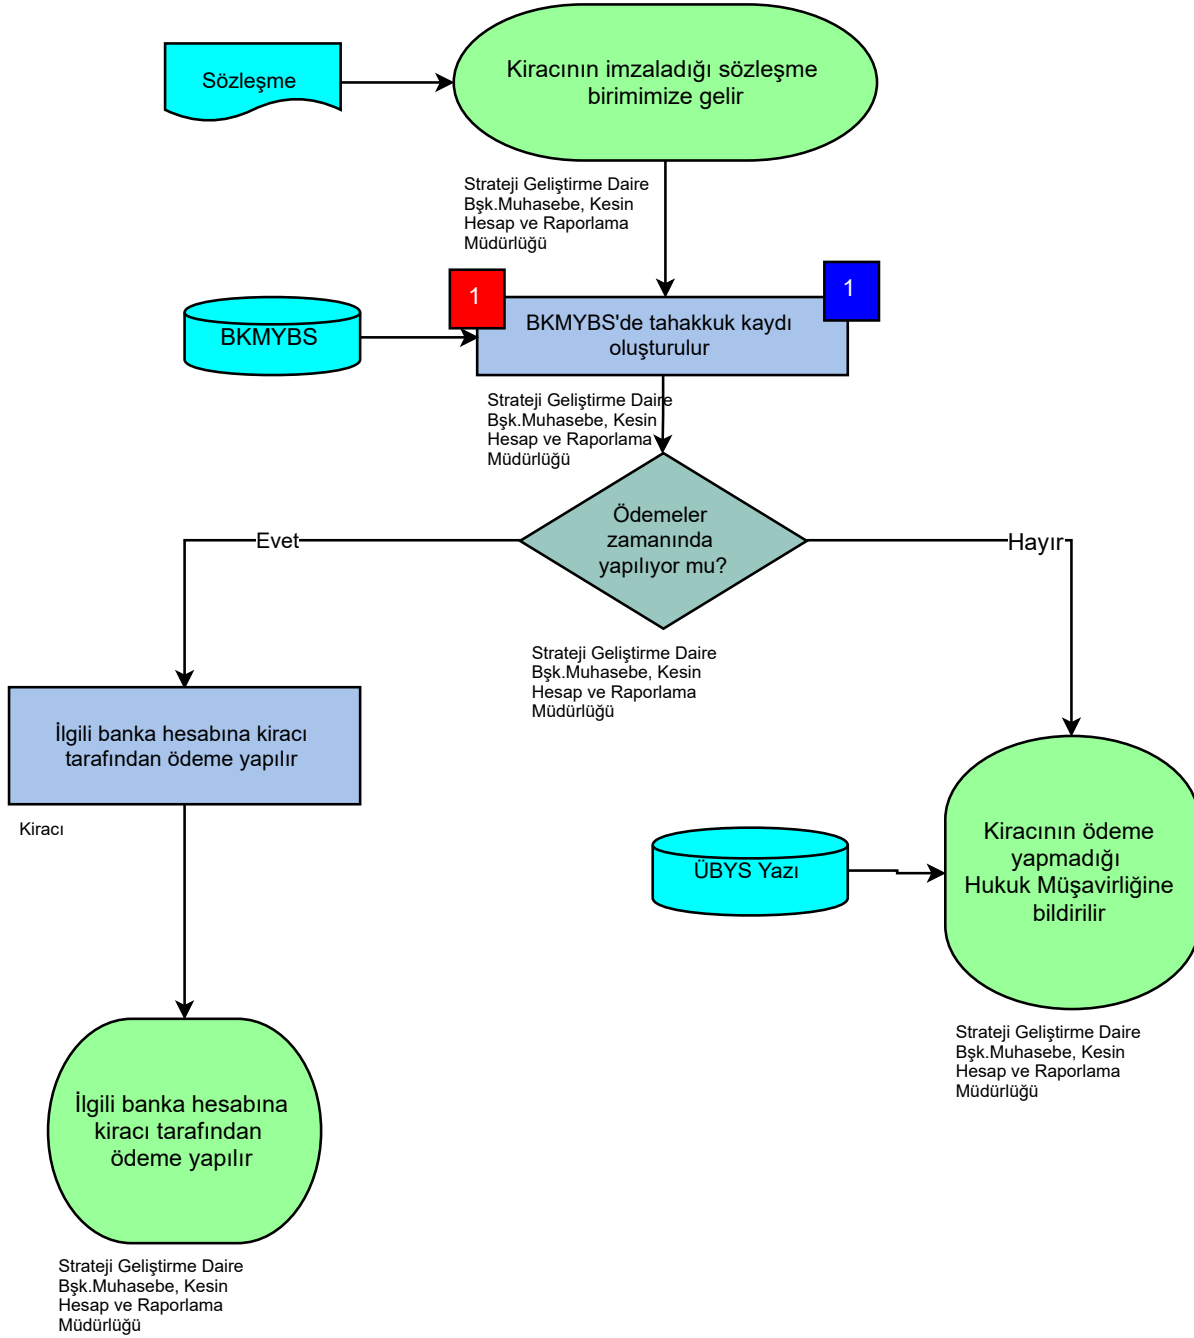 Sözleşme
Kiracının imzaladığı sözleşme
birimimize gelir
Strateji Geliştirme Daire
Bşk.Muhasebe, Kesin
Hesap ve Raporlama
Müdürlüğü
1
1
BKMYBS
BKMYBS'de tahakkuk kaydı
oluşturulur
Strateji Geliştirme Daire
Bşk.Muhasebe, Kesin
Hesap ve Raporlama
Müdürlüğü
Ödemeler
zamanında
yapılıyor mu?
Evet
Hayır
Strateji Geliştirme Daire
Bşk.Muhasebe, Kesin
Hesap ve Raporlama
Müdürlüğü
İlgili banka hesabına kiracı
tarafından ödeme yapılır
Kiracı
ÜBYS Yazı
Kiracının ödeme
yapmadığı
Hukuk Müşavirliğine
bildirilir
Strateji Geliştirme Daire
Bşk.Muhasebe, Kesin
Hesap ve Raporlama
Müdürlüğü
İlgili banka hesabına
kiracı tarafından
ödeme yapılır
Strateji Geliştirme Daire
Bşk.Muhasebe, Kesin
Hesap ve Raporlama
Müdürlüğü